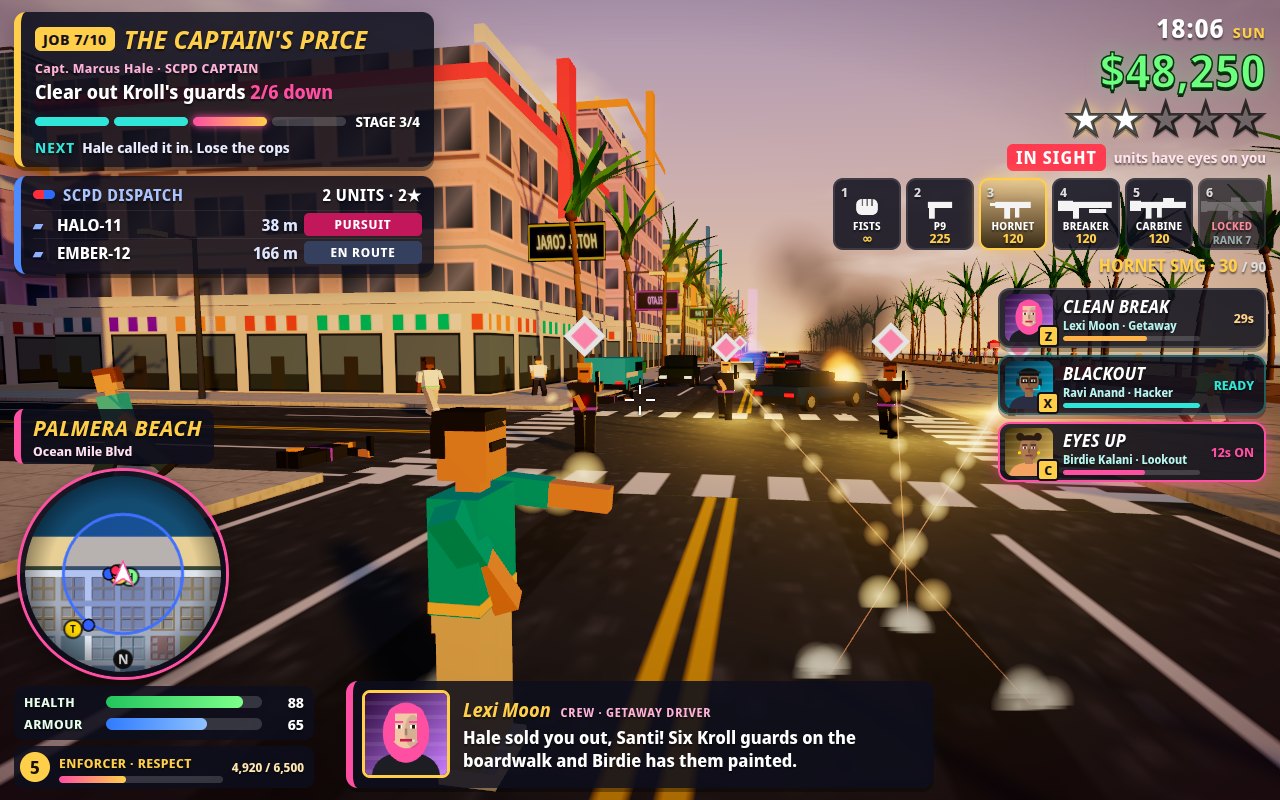 JOB 7/10 THE CAPTAIN'S PRICE
Capt. Marcus Hale · SCPD CAPTAIN
Clear out Kroll's guards 2/6 down
STAGE 3/4
NEXT Hale called it in. Lose the cops
SCPD DISPATCH 2 UNITS · 2★
HALO-11 38 m PURSUIT
EMBER-12 166 m EN ROUTE
18:06 SUN
$48,250
IN SIGHT units have eyes on you
1 FISTS ∞
2 P9 225
3 HORNET 120
4 BREAKER 120
5 CARBINE 120
6 LOCKED RANK 7
HORNET SMG · 30 / 90
CLEAN BREAK
Lexi Moon · Getaway
29s
Z
BLACKOUT
Ravi Anand · Hacker
READY
X
EYES UP
Birdie Kalani · Lookout
12s ON
C
HOTEL CORAL
GELATO
PALMERA BEACH
Ocean Mile Blvd
T
N
HEALTH 88
ARMOUR 65
5 ENFORCER · RESPECT 4,920 / 6,500
Lexi Moon CREW · GETAWAY DRIVER
Hale sold you out, Santi! Six Kroll guards on the
boardwalk and Birdie has them painted.